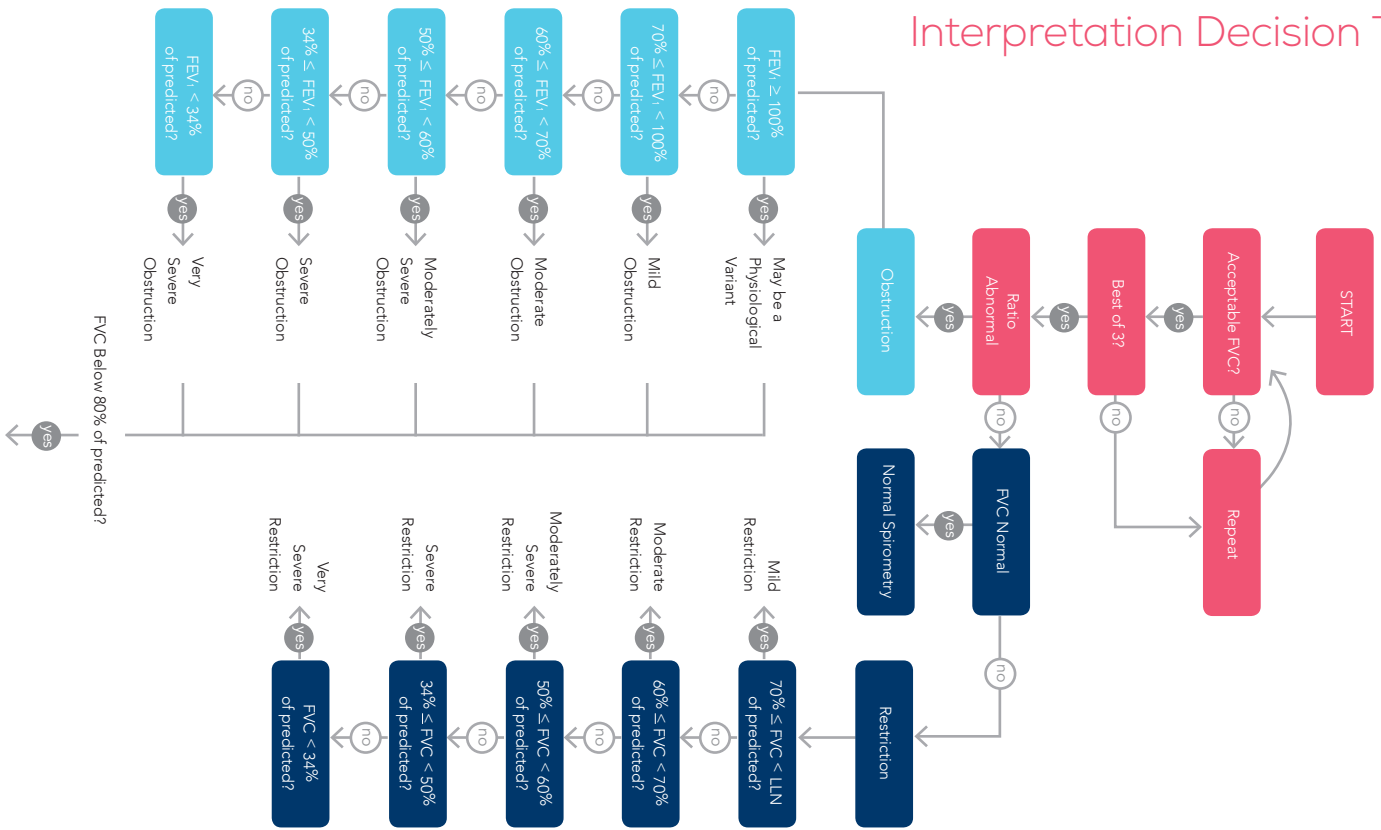 Interpretation Decision T
START
Acceptable FVC?
no
Repeat
yes
Best of 3?
no
yes
Ratio
Abnormal
no
FVC Normal
no
yes
yes
Obstruction
Normal Spirometry
Restriction
FEV₁ ≥ 100%
of predicted?
yes
May be a
Physiological
Variant
no
70% ≤ FEV₁ < 100%
of predicted?
yes
Mild
Obstruction
no
60% ≤ FEV₁ < 70%
of predicted?
yes
Moderate
Obstruction
no
50% ≤ FEV₁ < 60%
of predicted?
yes
Moderately
Severe
Obstruction
no
34% ≤ FEV₁ < 50%
of predicted?
yes
Severe
Obstruction
no
FEV₁ < 34%
of predicted?
yes
Very
Severe
Obstruction
70% ≤ FVC < LLN
of predicted?
yes
Mild
Restriction
no
60% ≤ FVC < 70%
of predicted?
yes
Moderate
Restriction
no
50% ≤ FVC < 60%
of predicted?
yes
Moderately
Severe
Restriction
no
34% ≤ FVC < 50%
of predicted?
yes
Severe
Restriction
no
FVC < 34%
of predicted?
yes
Very
Severe
Restriction
FVC Below 80% of predicted?
yes